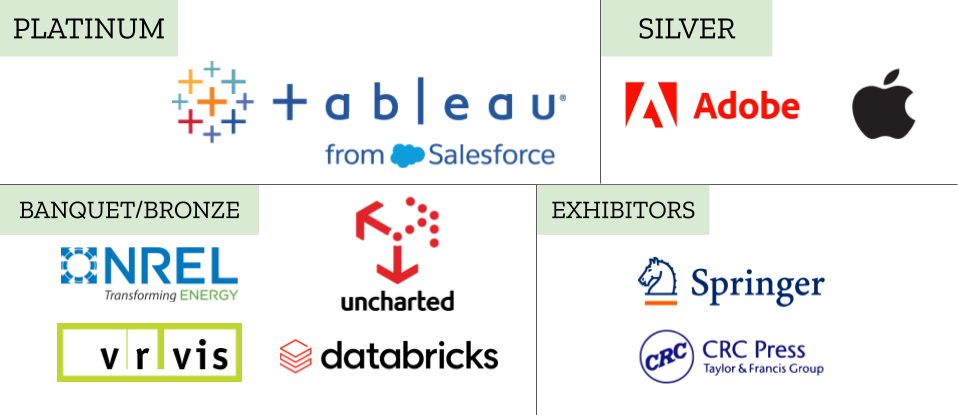 PLATINUM
+ableau®
from Salesforce
SILVER
Adobe
BANQUET/BRONZE
NREL
Transforming ENERGY
uncharted
vrvis
databricks
EXHIBITORS
Springer
CRC
CRC Press
Taylor & Francis Group